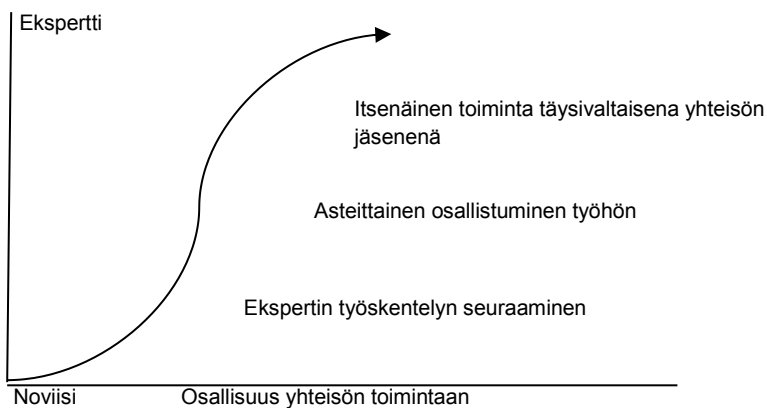 Ekspertti
Itsenäinen toiminta täysivaltaisena yhteisön
jäsenenä
Asteittainen osallistuminen työhön
Ekspertin työskentelyn seuraaminen
Noviisi
Osallisuus yhteisön toimintaan